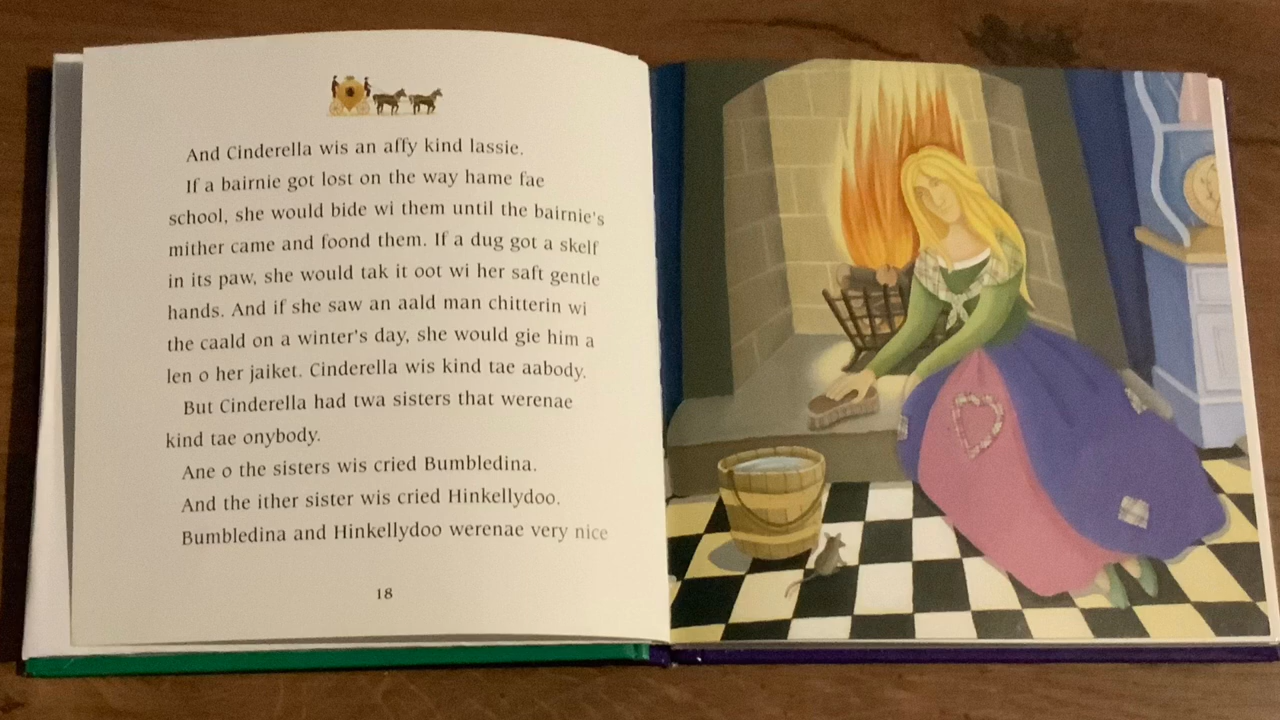 And Cinderella wis an affy kind lassie.
If a bairnie got lost on the way hame fae
school, she would bide wi them until the bairnie's
mither came and foond them. If a dug got a skelf
in its paw, she would tak it oot wi her saft gentle
hands. And if she saw an aald man chitterin wi
the caald on a winter's day, she would gie him a
len o her jaiket. Cinderella wis kind tae aabody.
But Cinderella had twa sisters that werenae
kind tae onybody.
Ane o the sisters wis cried Bumbledina.
And the ither sister wis cried Hinkellydoo.
Bumbledina and Hinkellydoo werenae very nice
18